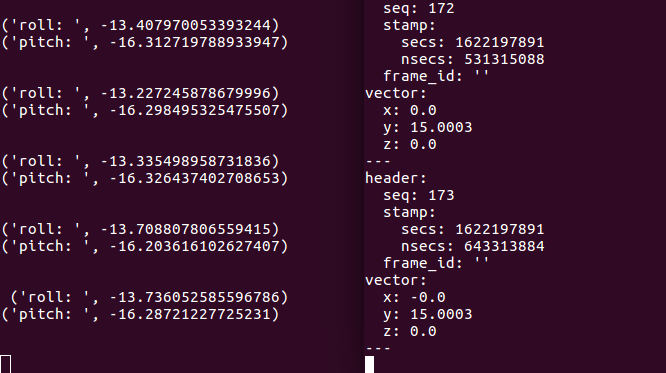 ('roll: ', -13.407970053393244)
('pitch: ', -16.312719788933947)
('roll: ', -13.227245878679996)
('pitch: ', -16.298495325475507)
('roll: ', -13.335498958731836)
('pitch: ', -16.326437402708653)
('roll: ', -13.708807806559415)
('pitch: ', -16.203616102627407)
('roll: ', -13.736052585596786)
('pitch: ', -16.28721227725231)
seq: 172
stamp:
secs: 1622197891
nsecs: 531315088
frame_id: ''
vector:
x: 0.0
y: 15.0003
z: 0.0
---
header:
seq: 173
stamp:
secs: 1622197891
nsecs: 643313884
frame_id: ''
vector:
x: -0.0
y: 15.0003
z: 0.0
---